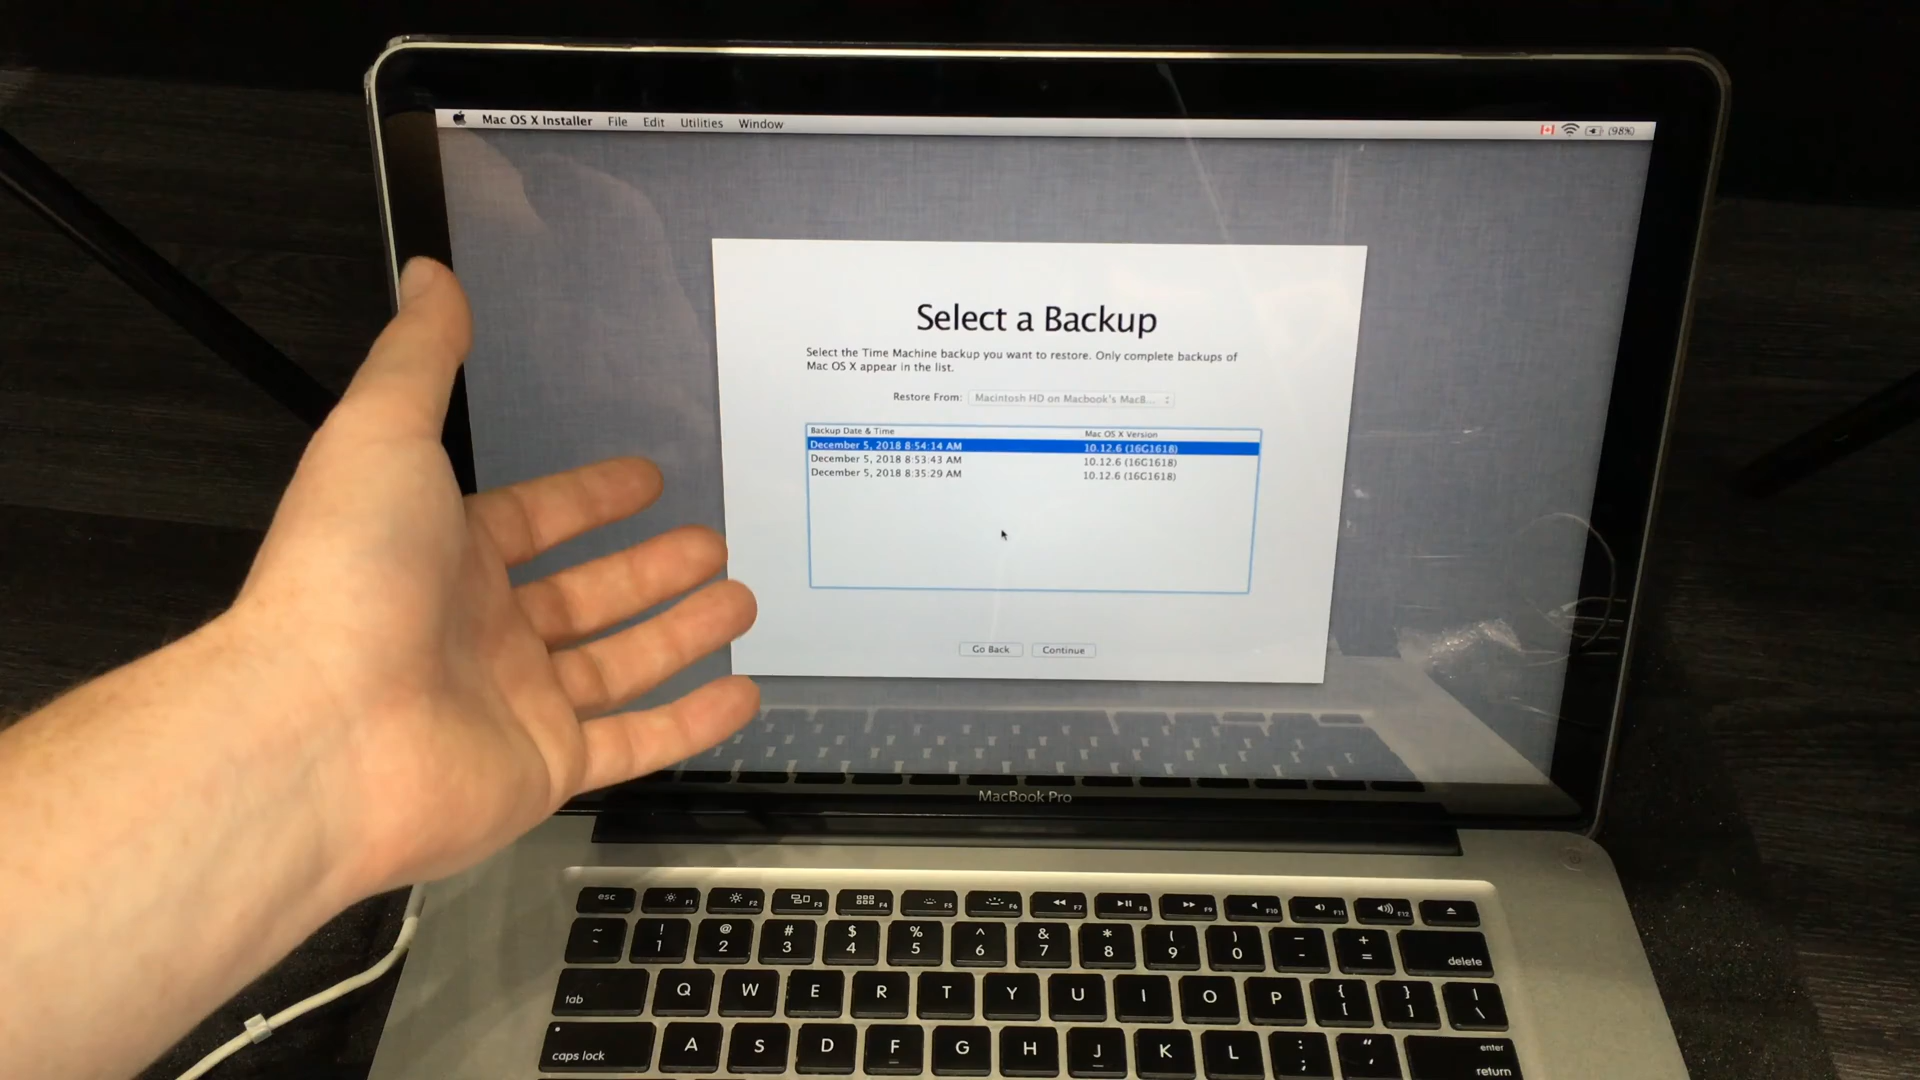 Mac OS X Installer File Edit Utilities Window (98%)
Select a Backup
Select the Time Machine backup you want to restore. Only complete backups of
Mac OS X appear in the list.
Restore From: Macintosh HD on Macbook's MacB...
Backup Date & Time Mac OS X Version
December 5, 2018 8:54:14 AM 10.12.6 (16G1618)
December 5, 2018 8:53:43 AM 10.12.6 (16G1618)
December 5, 2018 8:35:29 AM 10.12.6 (16G1618)
Go Back Continue
MacBook Pro
esc F1 F2 F3 F4 F5 F6 F7 F8 F9 F10 F11 F12
~ ! @ # $ % ^ & * ( ) _ +
` 1 2 3 4 5 6 7 8 9 0 - = delete
tab Q W E R T Y U I O P { [ } ] | \
caps lock A S D F G H J K L : ; " , enter return